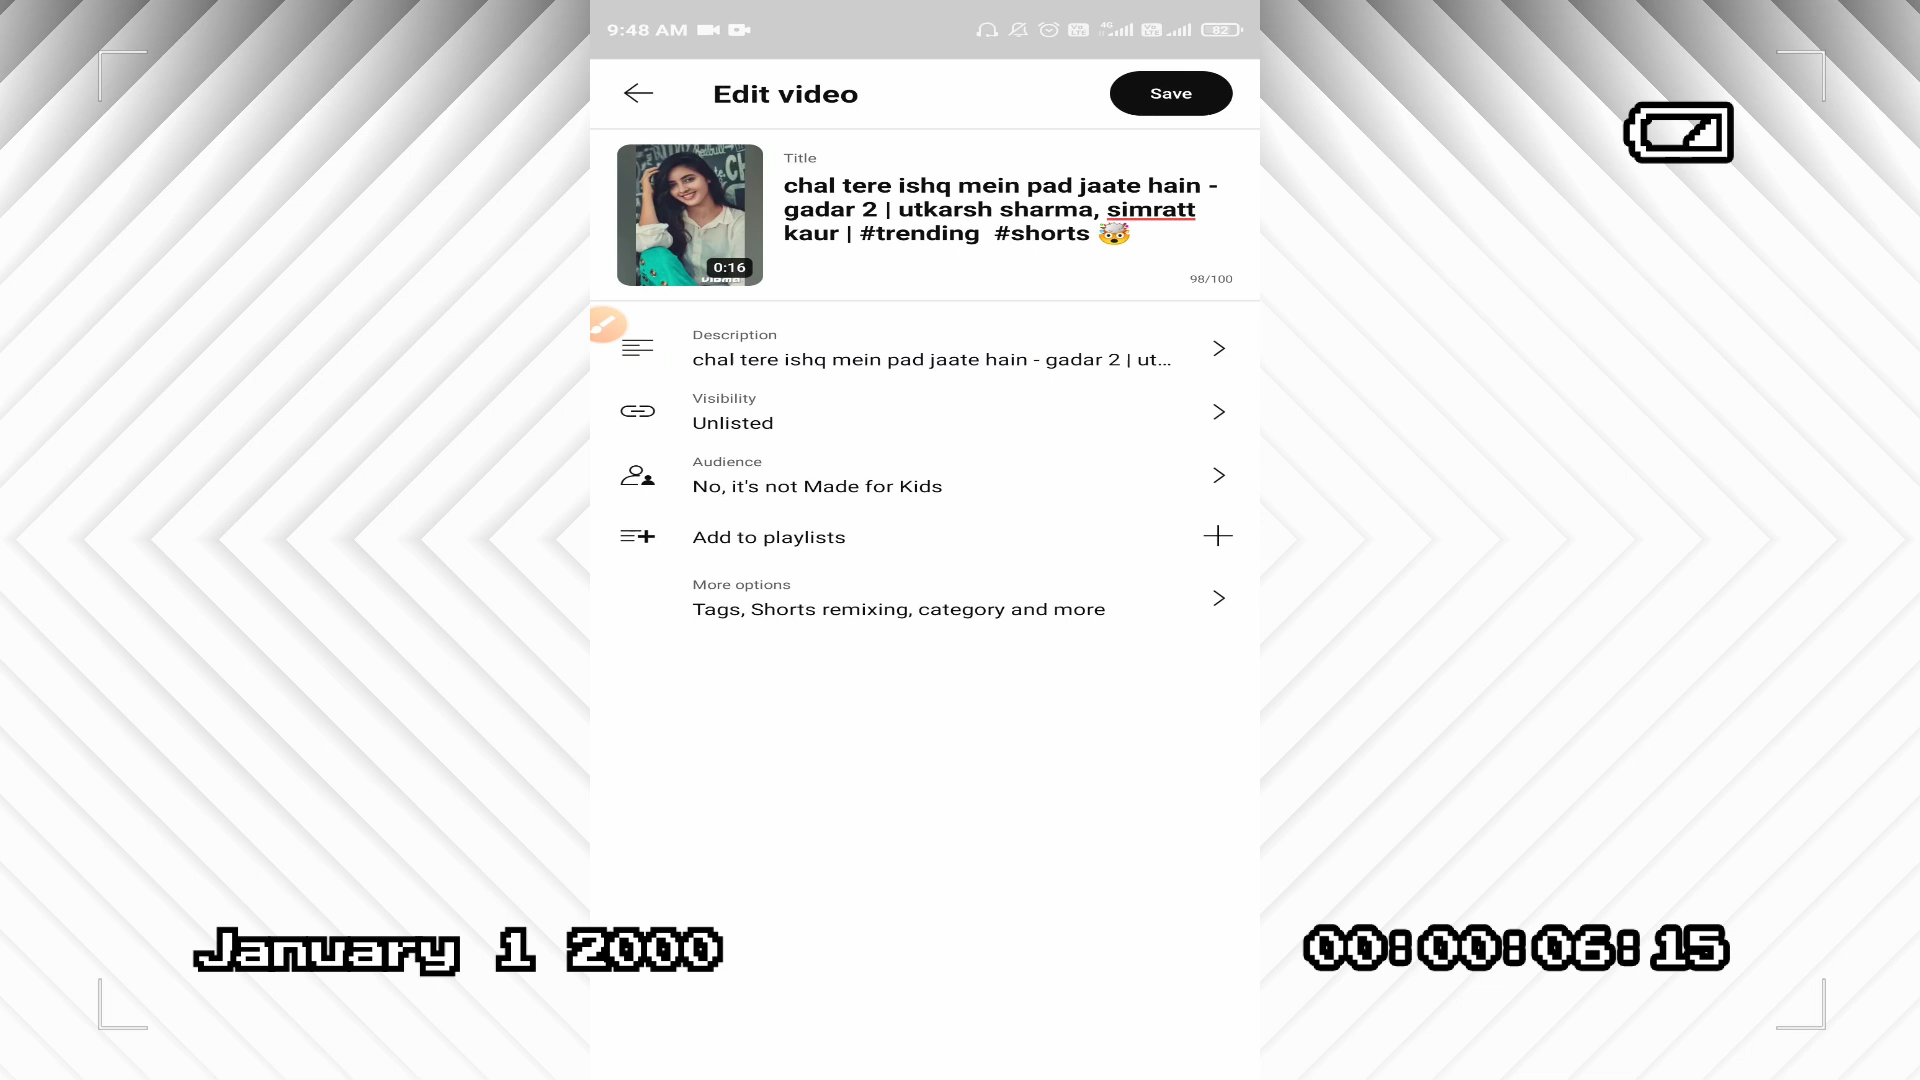 9:48 AM
4G
82
Edit video
Save
Title
chal tere ishq mein pad jaate hain -
gadar 2 | utkarsh sharma, simratt
kaur | #trending  #shorts 🤯
0:16
98/100
Description
chal tere ishq mein pad jaate hain - gadar 2 | ut...
Visibility
Unlisted
Audience
No, it's not Made for Kids
Add to playlists
More options
Tags, Shorts remixing, category and more
January 1 2000
00:00:06:15